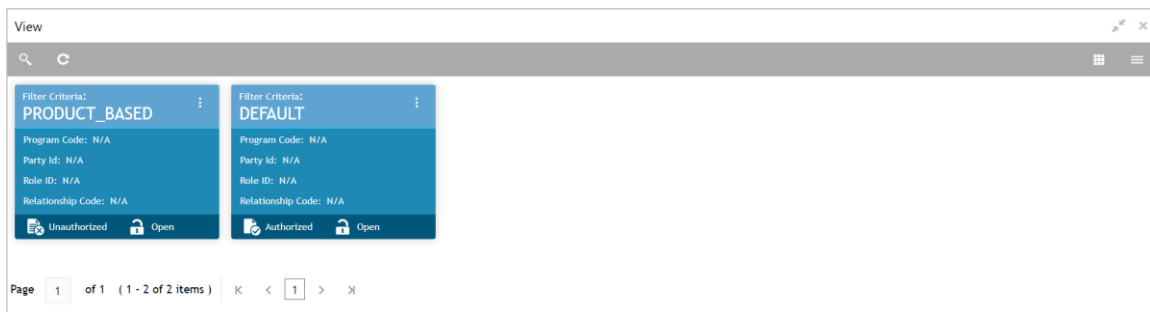 View
Filter Criteria:
PRODUCT_BASED
Program Code: N/A
Party Id: N/A
Role ID: N/A
Relationship Code: N/A
Unauthorized Open
Filter Criteria:
DEFAULT
Program Code: N/A
Party Id: N/A
Role ID: N/A
Relationship Code: N/A
Authorized Open
Page 1 of 1 ( 1 - 2 of 2 items ) 1